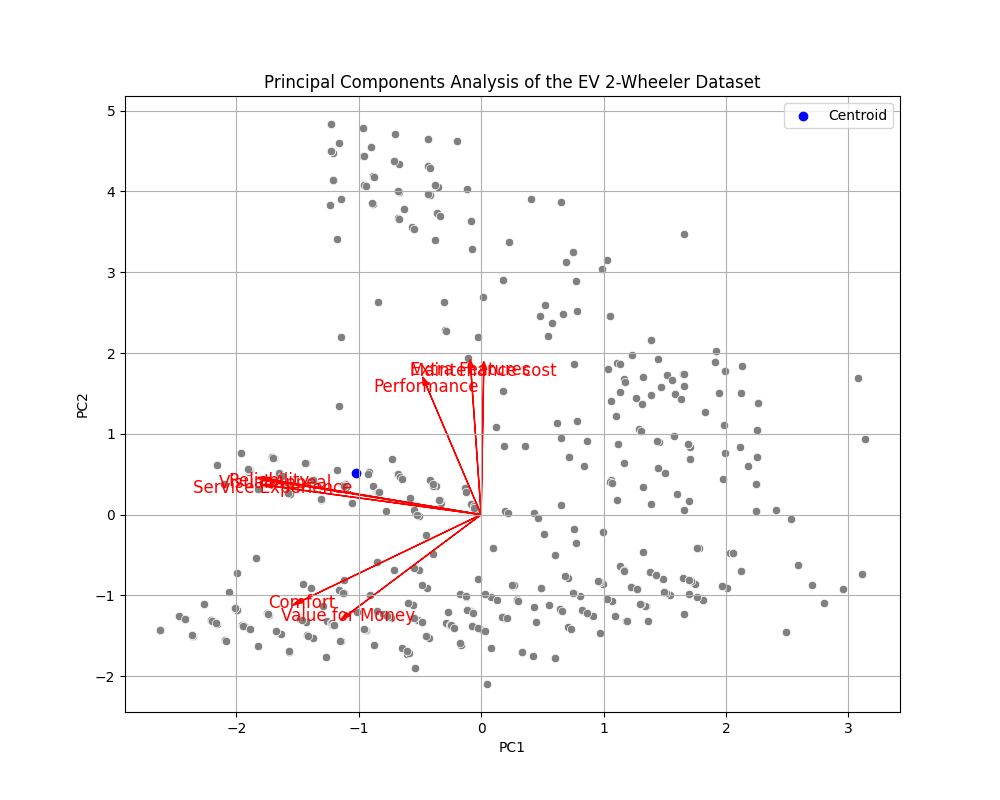 Principal Components Analysis of the EV 2-Wheeler Dataset
Centroid
5
4
3
2
1
0
−1
−2
PC2
Extra Features
Maintenance cost
Performance
Reliability
Visual Appeal
Service Experience
Comfort
Value for Money
−2
−1
0
1
2
3
PC1